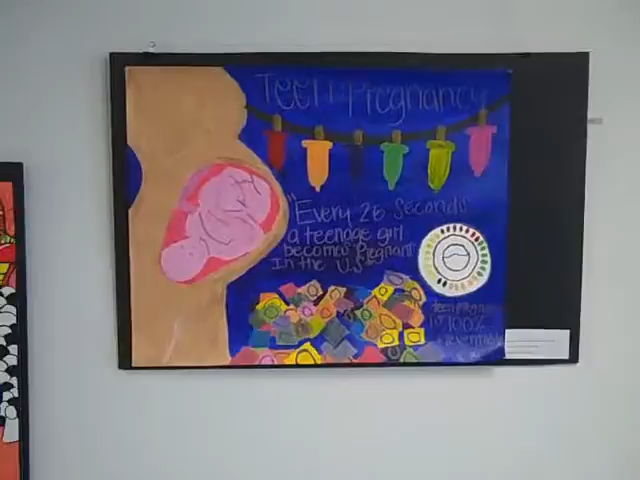 Teen Pregnancy
"Every 26 Seconds
a teenage girl
becomes Pregnant
In the U.S
teen Pregnancy
is 100%